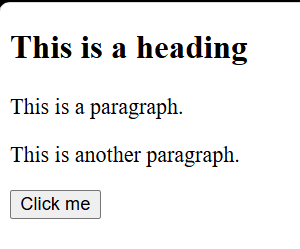 This is a heading
This is a paragraph.
This is another paragraph.
Click me